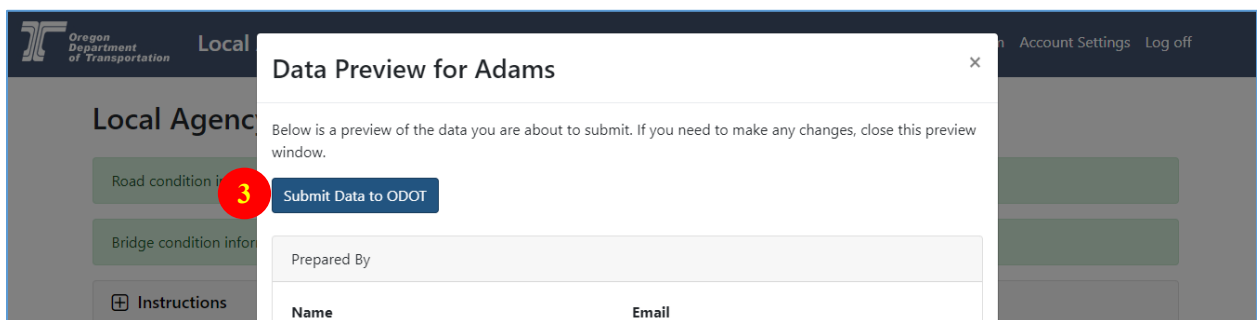 Oregon
Department
of Transportation
Local
Account Settings Log off
Data Preview for Adams
×
Local Agenc
Below is a preview of the data you are about to submit. If you need to make any changes, close this preview
window.
Road condition i
3
Submit Data to ODOT
Bridge condition infor
Prepared By
Instructions
Name Email